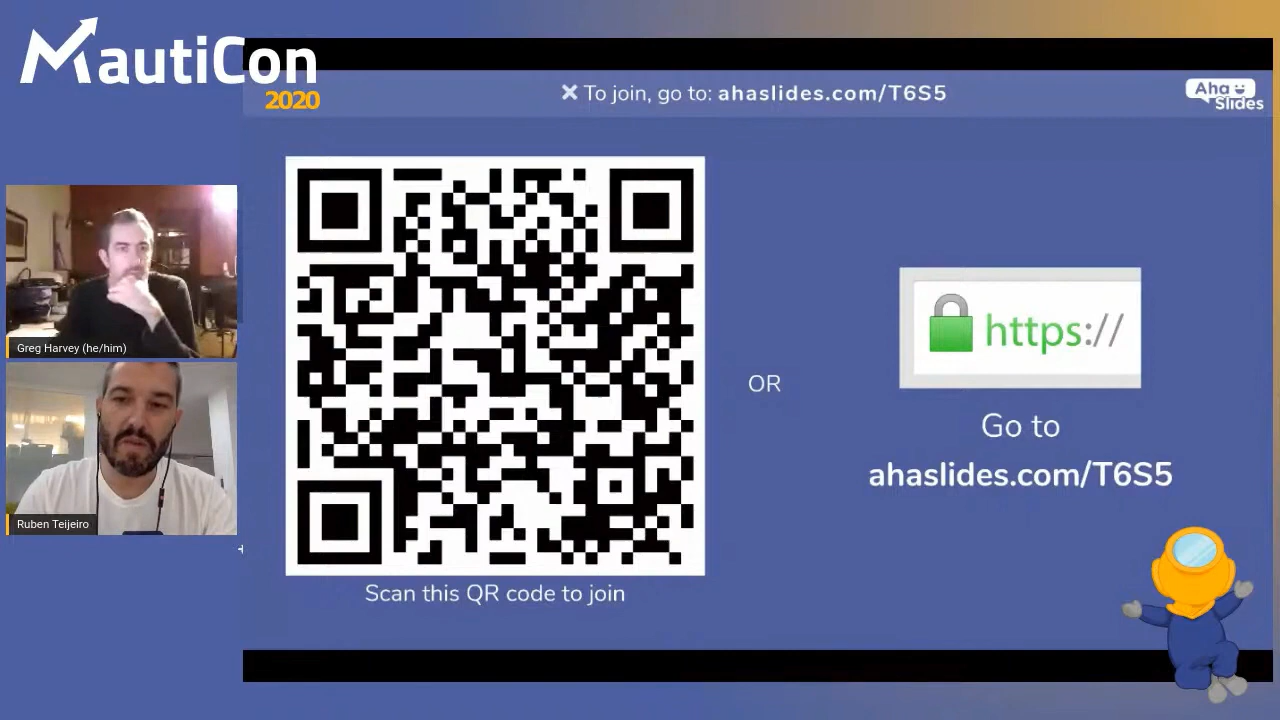 MautiCon
2020
✕ To join, go to: ahaslides.com/T6S5
Aha
Slides
https://
OR
Go to
ahaslides.com/T6S5
Greg Harvey (he/him)
Ruben Teijeiro
Scan this QR code to join